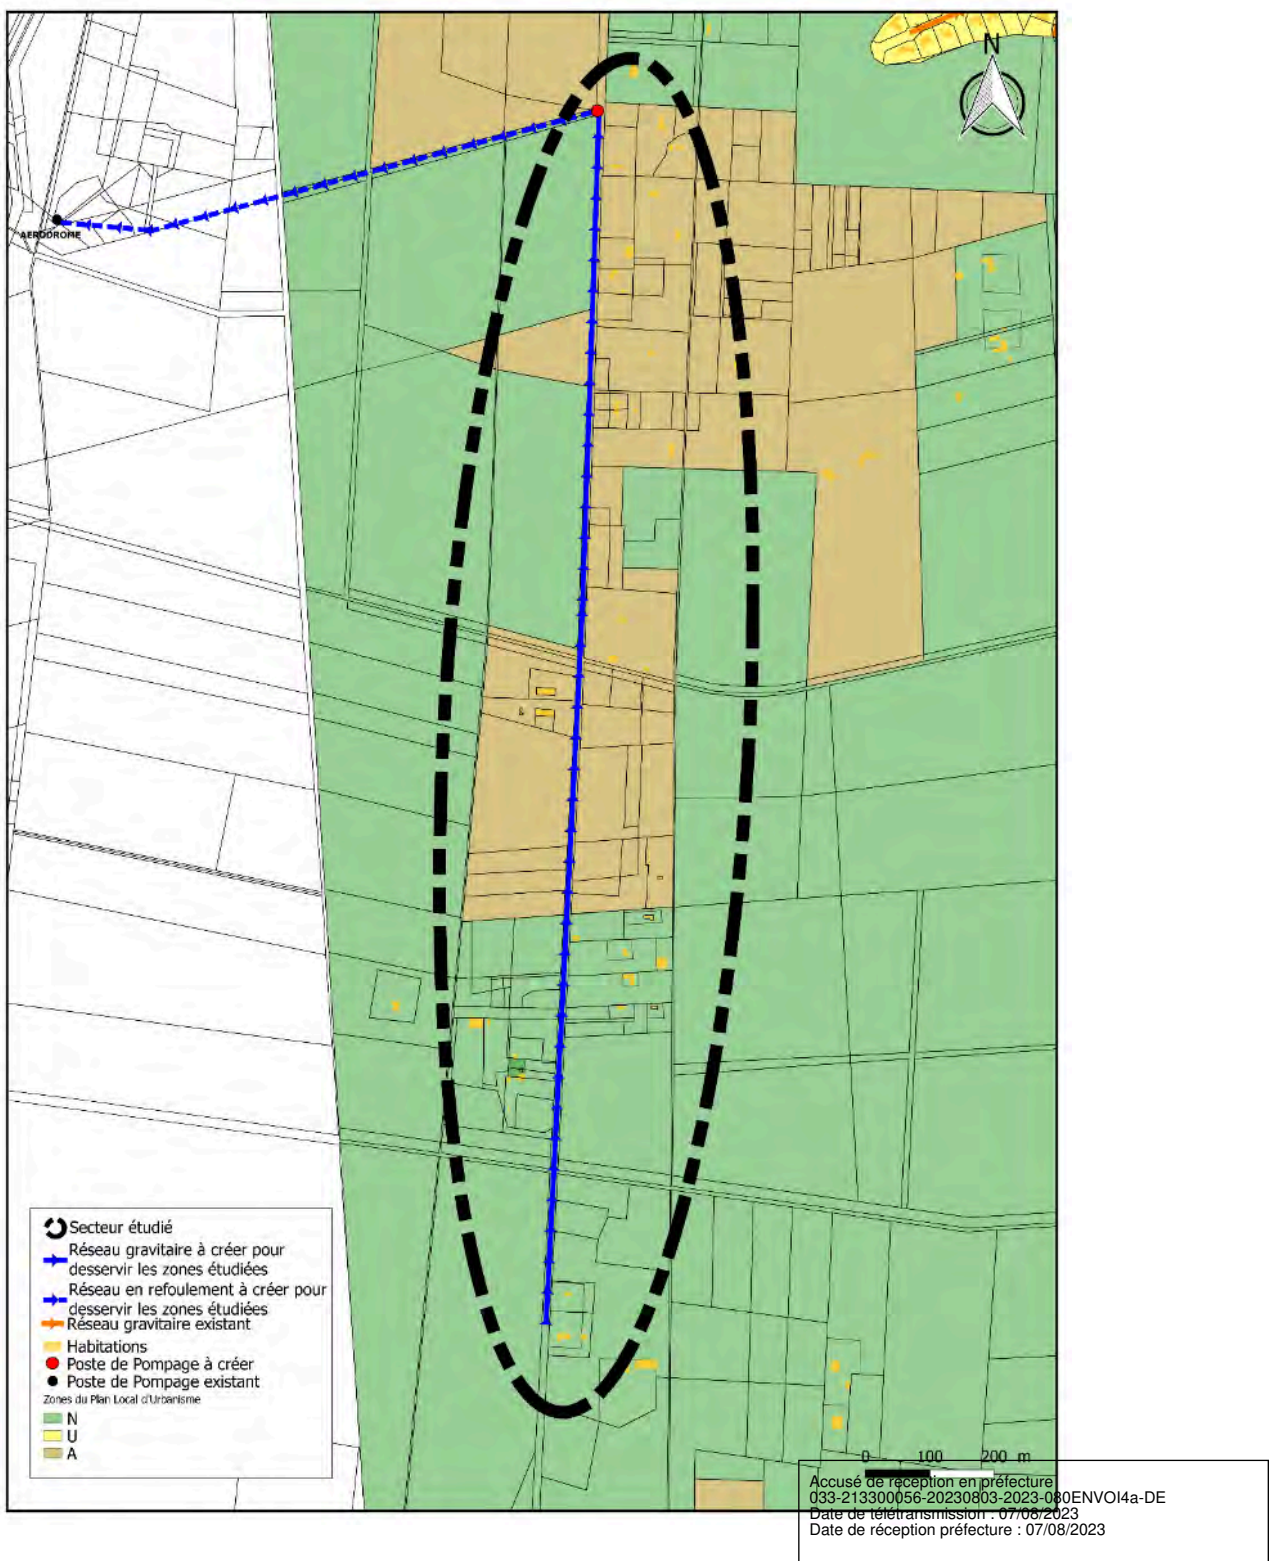 N
AERODROME
Secteur étudié
Réseau gravitaire à créer pour
desservir les zones étudiées
Réseau en refoulement à créer pour
desservir les zones étudiées
Réseau gravitaire existant
Habitations
Poste de Pompage à créer
Poste de Pompage existant
Zones du Plan Local d'Urbanisme
N
U
A
0 100 200 m
Accusé de réception en préfecture
033-213300056-20230803-2023-080ENVOI4a-DE
Date de télétransmission : 07/08/2023
Date de réception préfecture : 07/08/2023